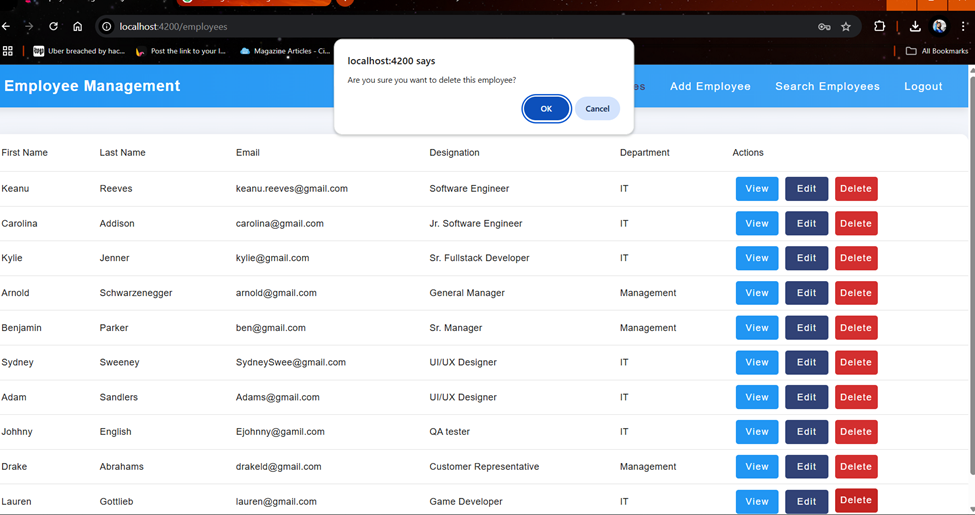 localhost:4200/employees
Uber breached by hac... Post the link to your l... Magazine Articles - Ci... All Bookmarks
localhost:4200 says
Are you sure you want to delete this employee?
OK Cancel
Employee Management Add Employee Search Employees Logout
First Name Last Name Email Designation Department Actions
Keanu Reeves keanu.reeves@gmail.com Software Engineer IT View Edit Delete
Carolina Addison carolina@gmail.com Jr. Software Engineer IT View Edit Delete
Kylie Jenner kylie@gmail.com Sr. Fullstack Developer IT View Edit Delete
Arnold Schwarzenegger arnold@gmail.com General Manager Management View Edit Delete
Benjamin Parker ben@gmail.com Sr. Manager Management View Edit Delete
Sydney Sweeney SydneySwee@gmail.com UI/UX Designer IT View Edit Delete
Adam Sandlers Adams@gmail.com UI/UX Designer IT View Edit Delete
Johhny English Ejohnny@gamil.com QA tester IT View Edit Delete
Drake Abrahams drakeld@gmail.com Customer Representative Management View Edit Delete
Lauren Gottlieb lauren@gmail.com Game Developer IT View Edit Delete